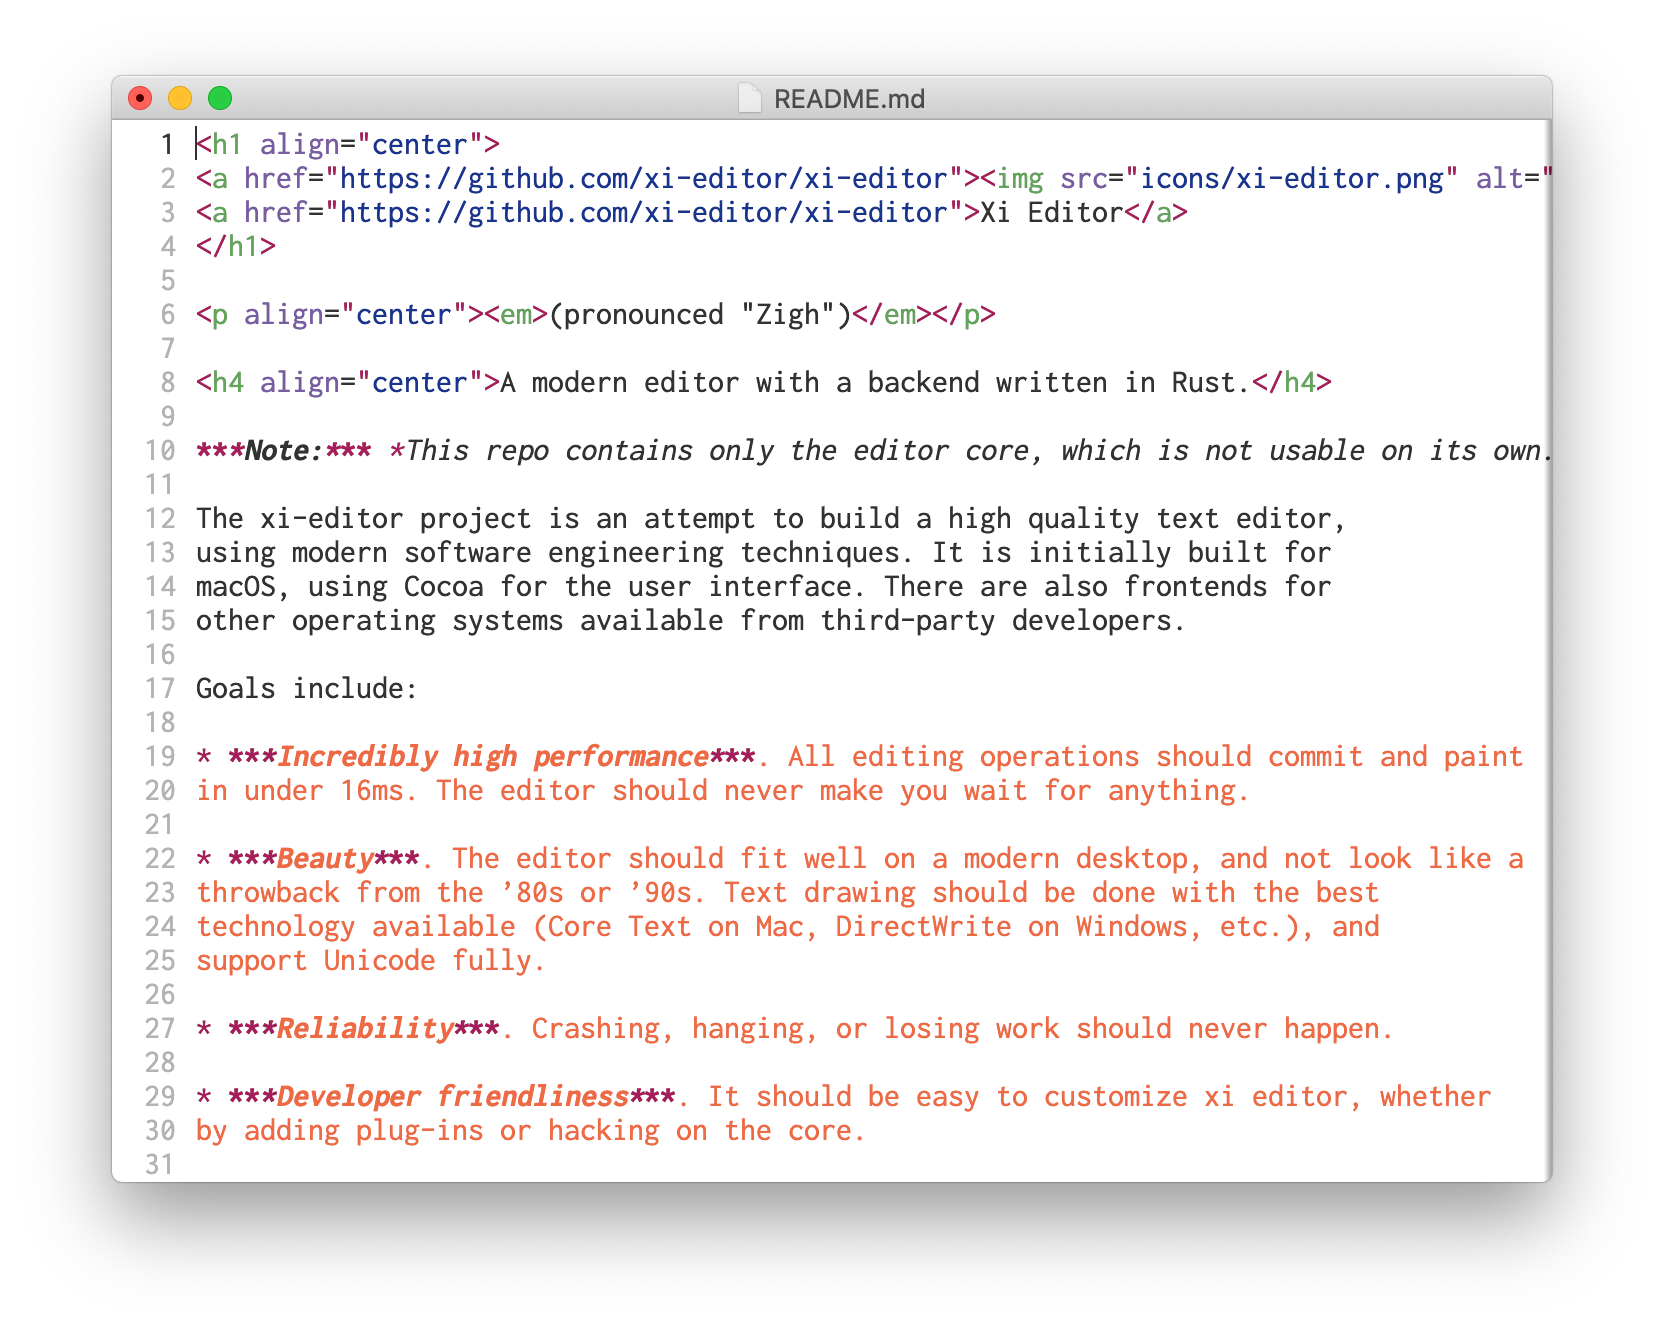 README.md
1 <h1 align="center">
2 <a href="https://github.com/xi-editor/xi-editor"><img src="icons/xi-editor.png" alt="
3 <a href="https://github.com/xi-editor/xi-editor">Xi Editor</a>
4 </h1>
5
6 <p align="center"><em>(pronounced "Zigh")</em></p>
7
8 <h4 align="center">A modern editor with a backend written in Rust.</h4>
9
10 ***Note:*** *This repo contains only the editor core, which is not usable on its own.
11
12 The xi-editor project is an attempt to build a high quality text editor,
13 using modern software engineering techniques. It is initially built for
14 macOS, using Cocoa for the user interface. There are also frontends for
15 other operating systems available from third-party developers.
16
17 Goals include:
18
19 * ***Incredibly high performance***. All editing operations should commit and paint
20 in under 16ms. The editor should never make you wait for anything.
21
22 * ***Beauty***. The editor should fit well on a modern desktop, and not look like a
23 throwback from the ’80s or ’90s. Text drawing should be done with the best
24 technology available (Core Text on Mac, DirectWrite on Windows, etc.), and
25 support Unicode fully.
26
27 * ***Reliability***. Crashing, hanging, or losing work should never happen.
28
29 * ***Developer friendliness***. It should be easy to customize xi editor, whether
30 by adding plug-ins or hacking on the core.
31